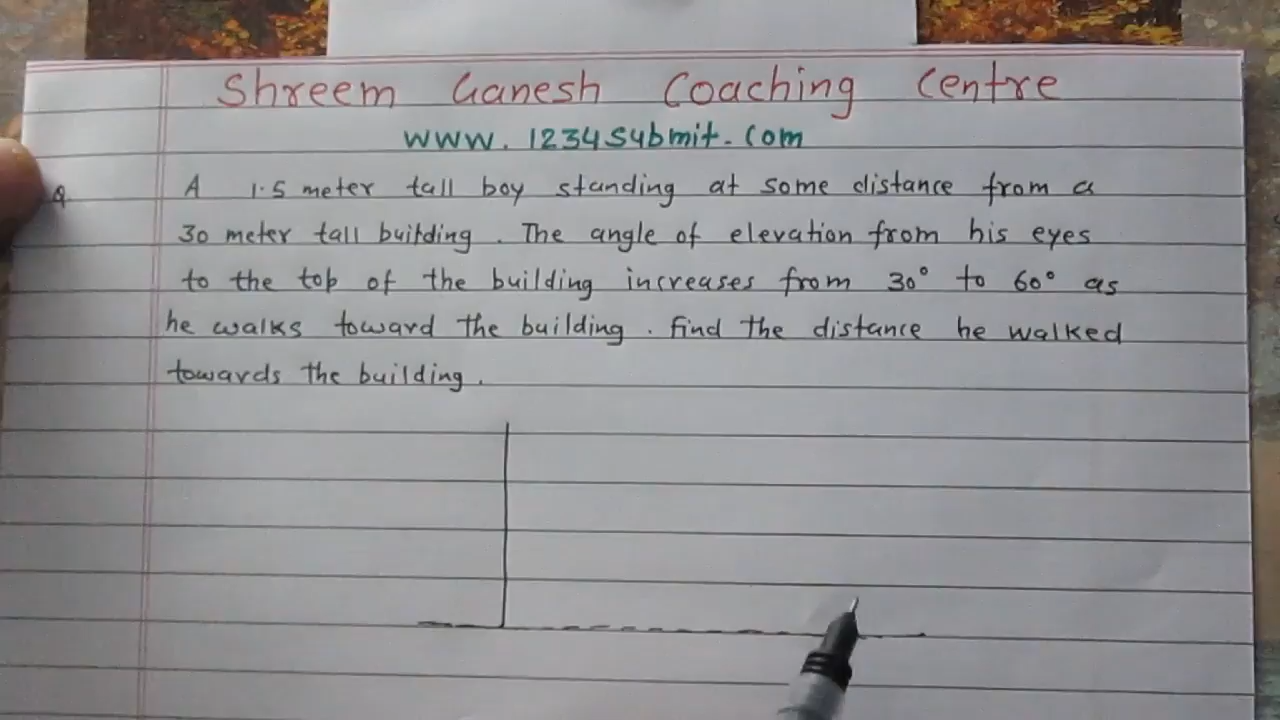 Shreem Ganesh Coaching Centre
www.1234submit.com
Q. A 1.5 meter tall boy standing at some distance from a
30 meter tall building. The angle of elevation from his eyes
to the top of the building increases from 30° to 60° as
he walks toward the building. find the distance he walked
towards the building.